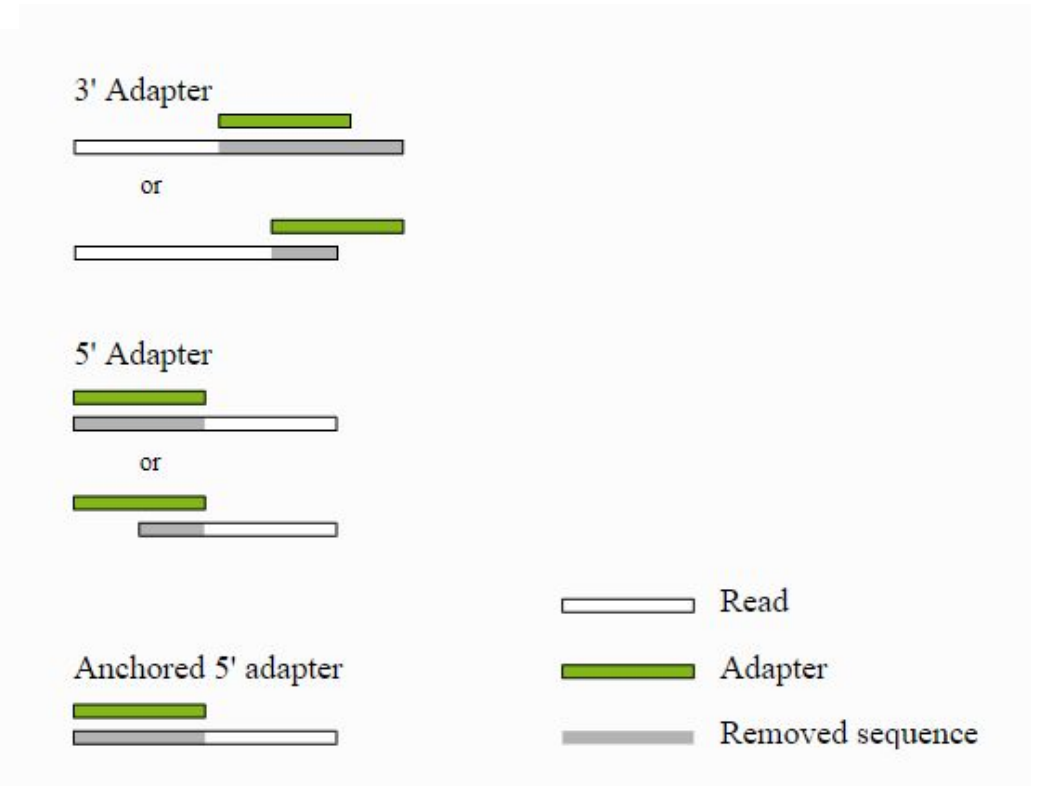 3' Adapter
or
5' Adapter
or
Read
Anchored 5' adapter
Adapter
Removed sequence